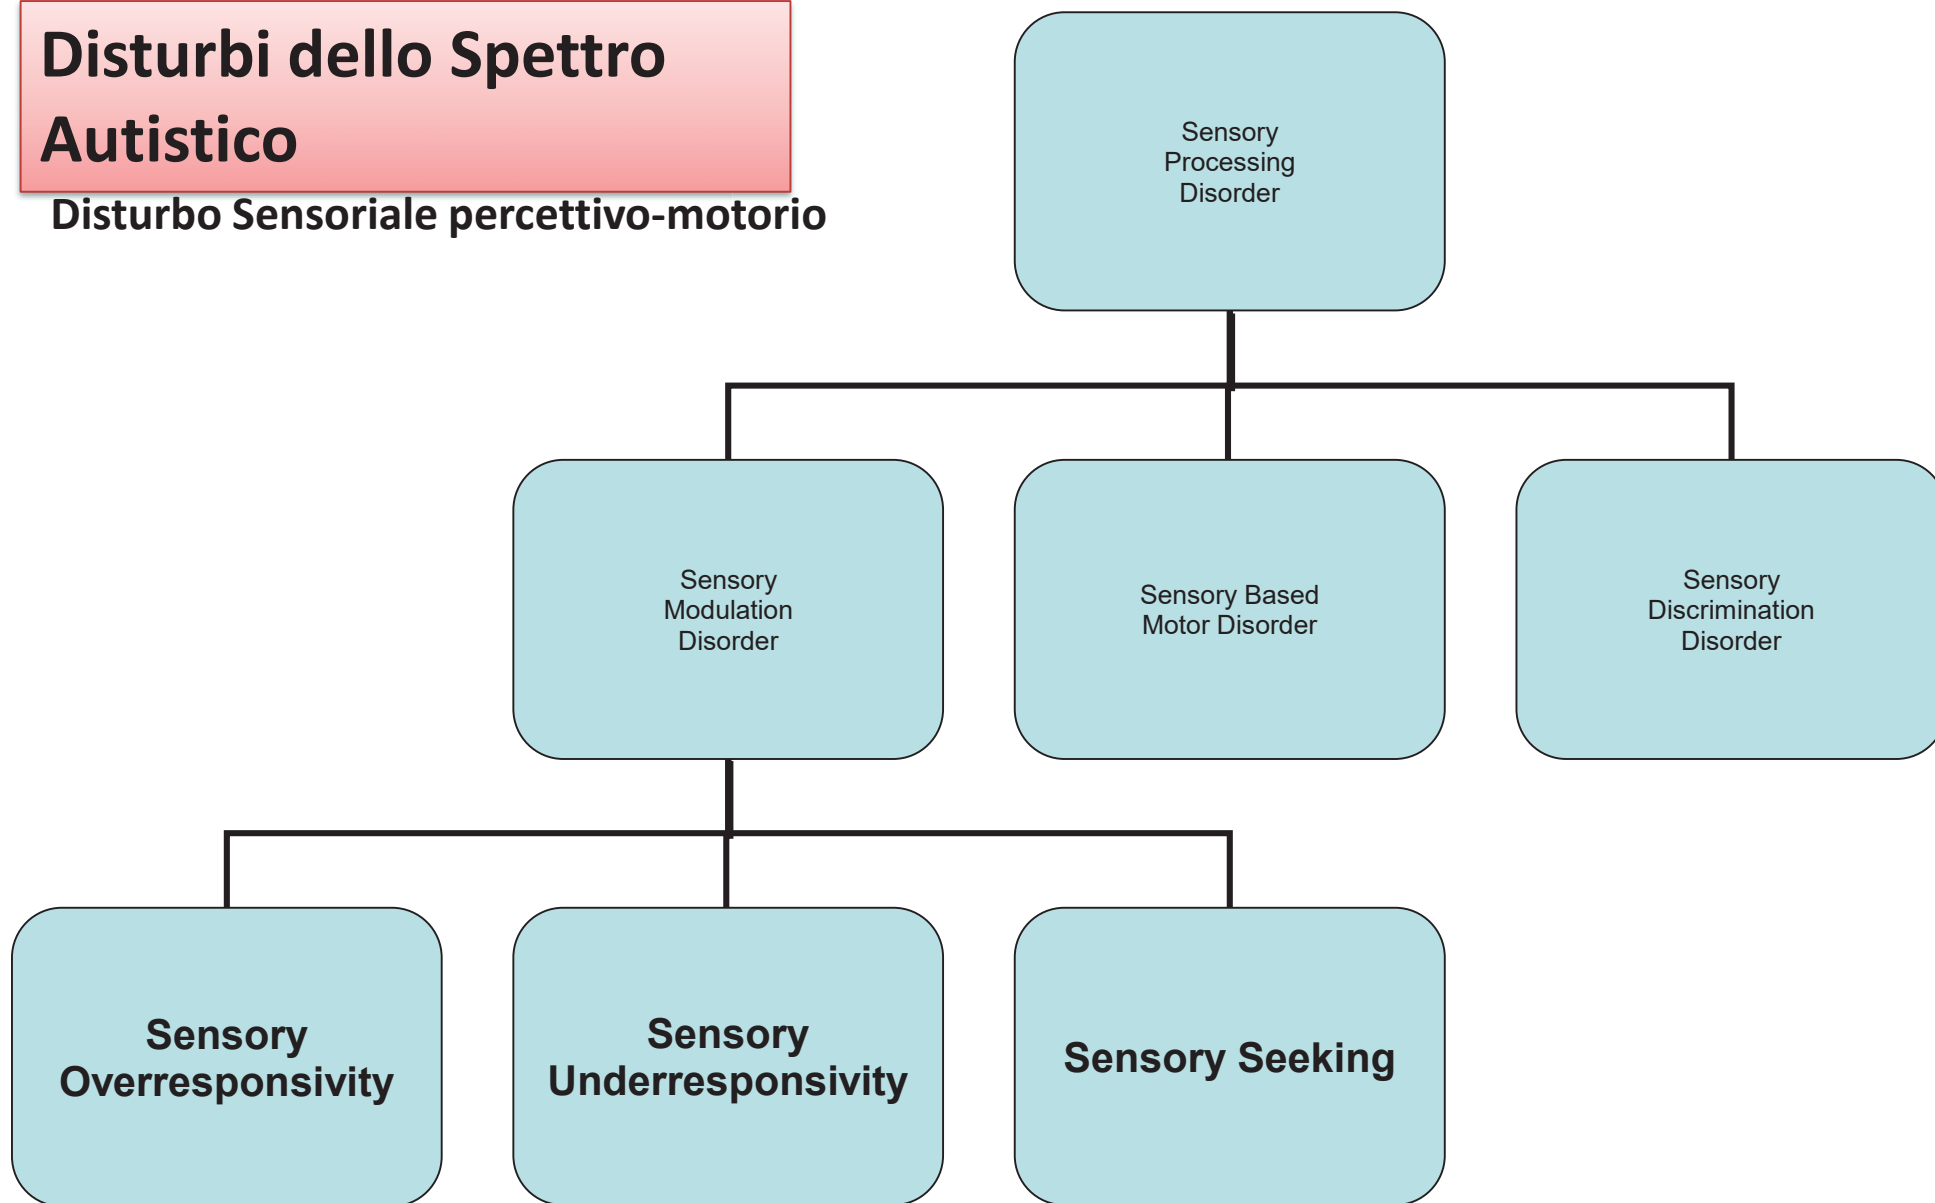 Disturbi dello Spettro
Autistico
Disturbo Sensoriale percettivo-motorio
Sensory
Processing
Disorder
Sensory
Modulation
Disorder
Sensory Based
Motor Disorder
Sensory
Discrimination
Disorder
Sensory
Overresponsivity
Sensory
Underresponsivity
Sensory Seeking